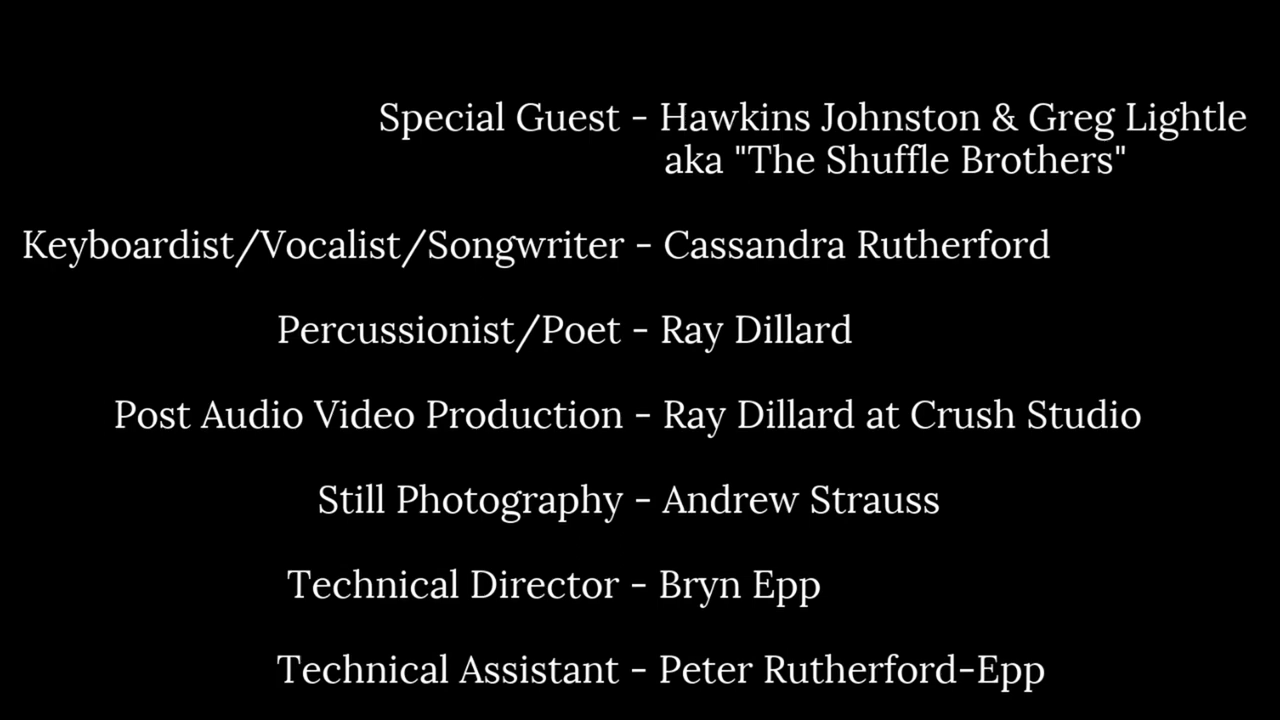 Special Guest - Hawkins Johnston & Greg Lightle
aka "The Shuffle Brothers"
Keyboardist/Vocalist/Songwriter - Cassandra Rutherford
Percussionist/Poet - Ray Dillard
Post Audio Video Production - Ray Dillard at Crush Studio
Still Photography - Andrew Strauss
Technical Director - Bryn Epp
Technical Assistant - Peter Rutherford-Epp